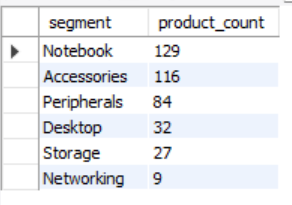 segment product_count
Notebook 129
Accessories 116
Peripherals 84
Desktop 32
Storage 27
Networking 9